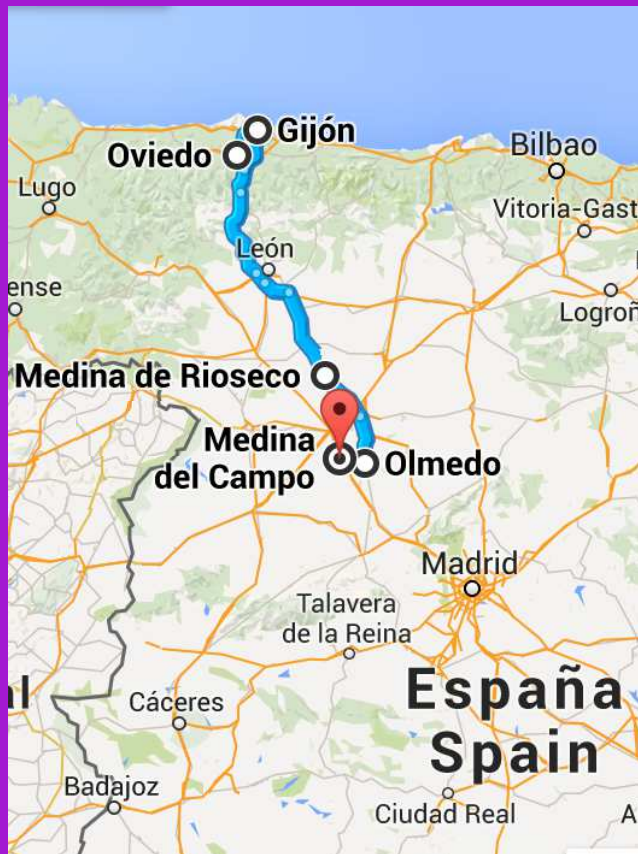 Gijón
Oviedo
Bilbao
Lugo
Vitoria-Gast
León
ense
Logroñ
Medina de Rioseco
Medina
del Campo
Olmedo
Madrid
Talavera
de la Reina
España
Spain
al
Cáceres
Badajoz
Ciudad Real
A